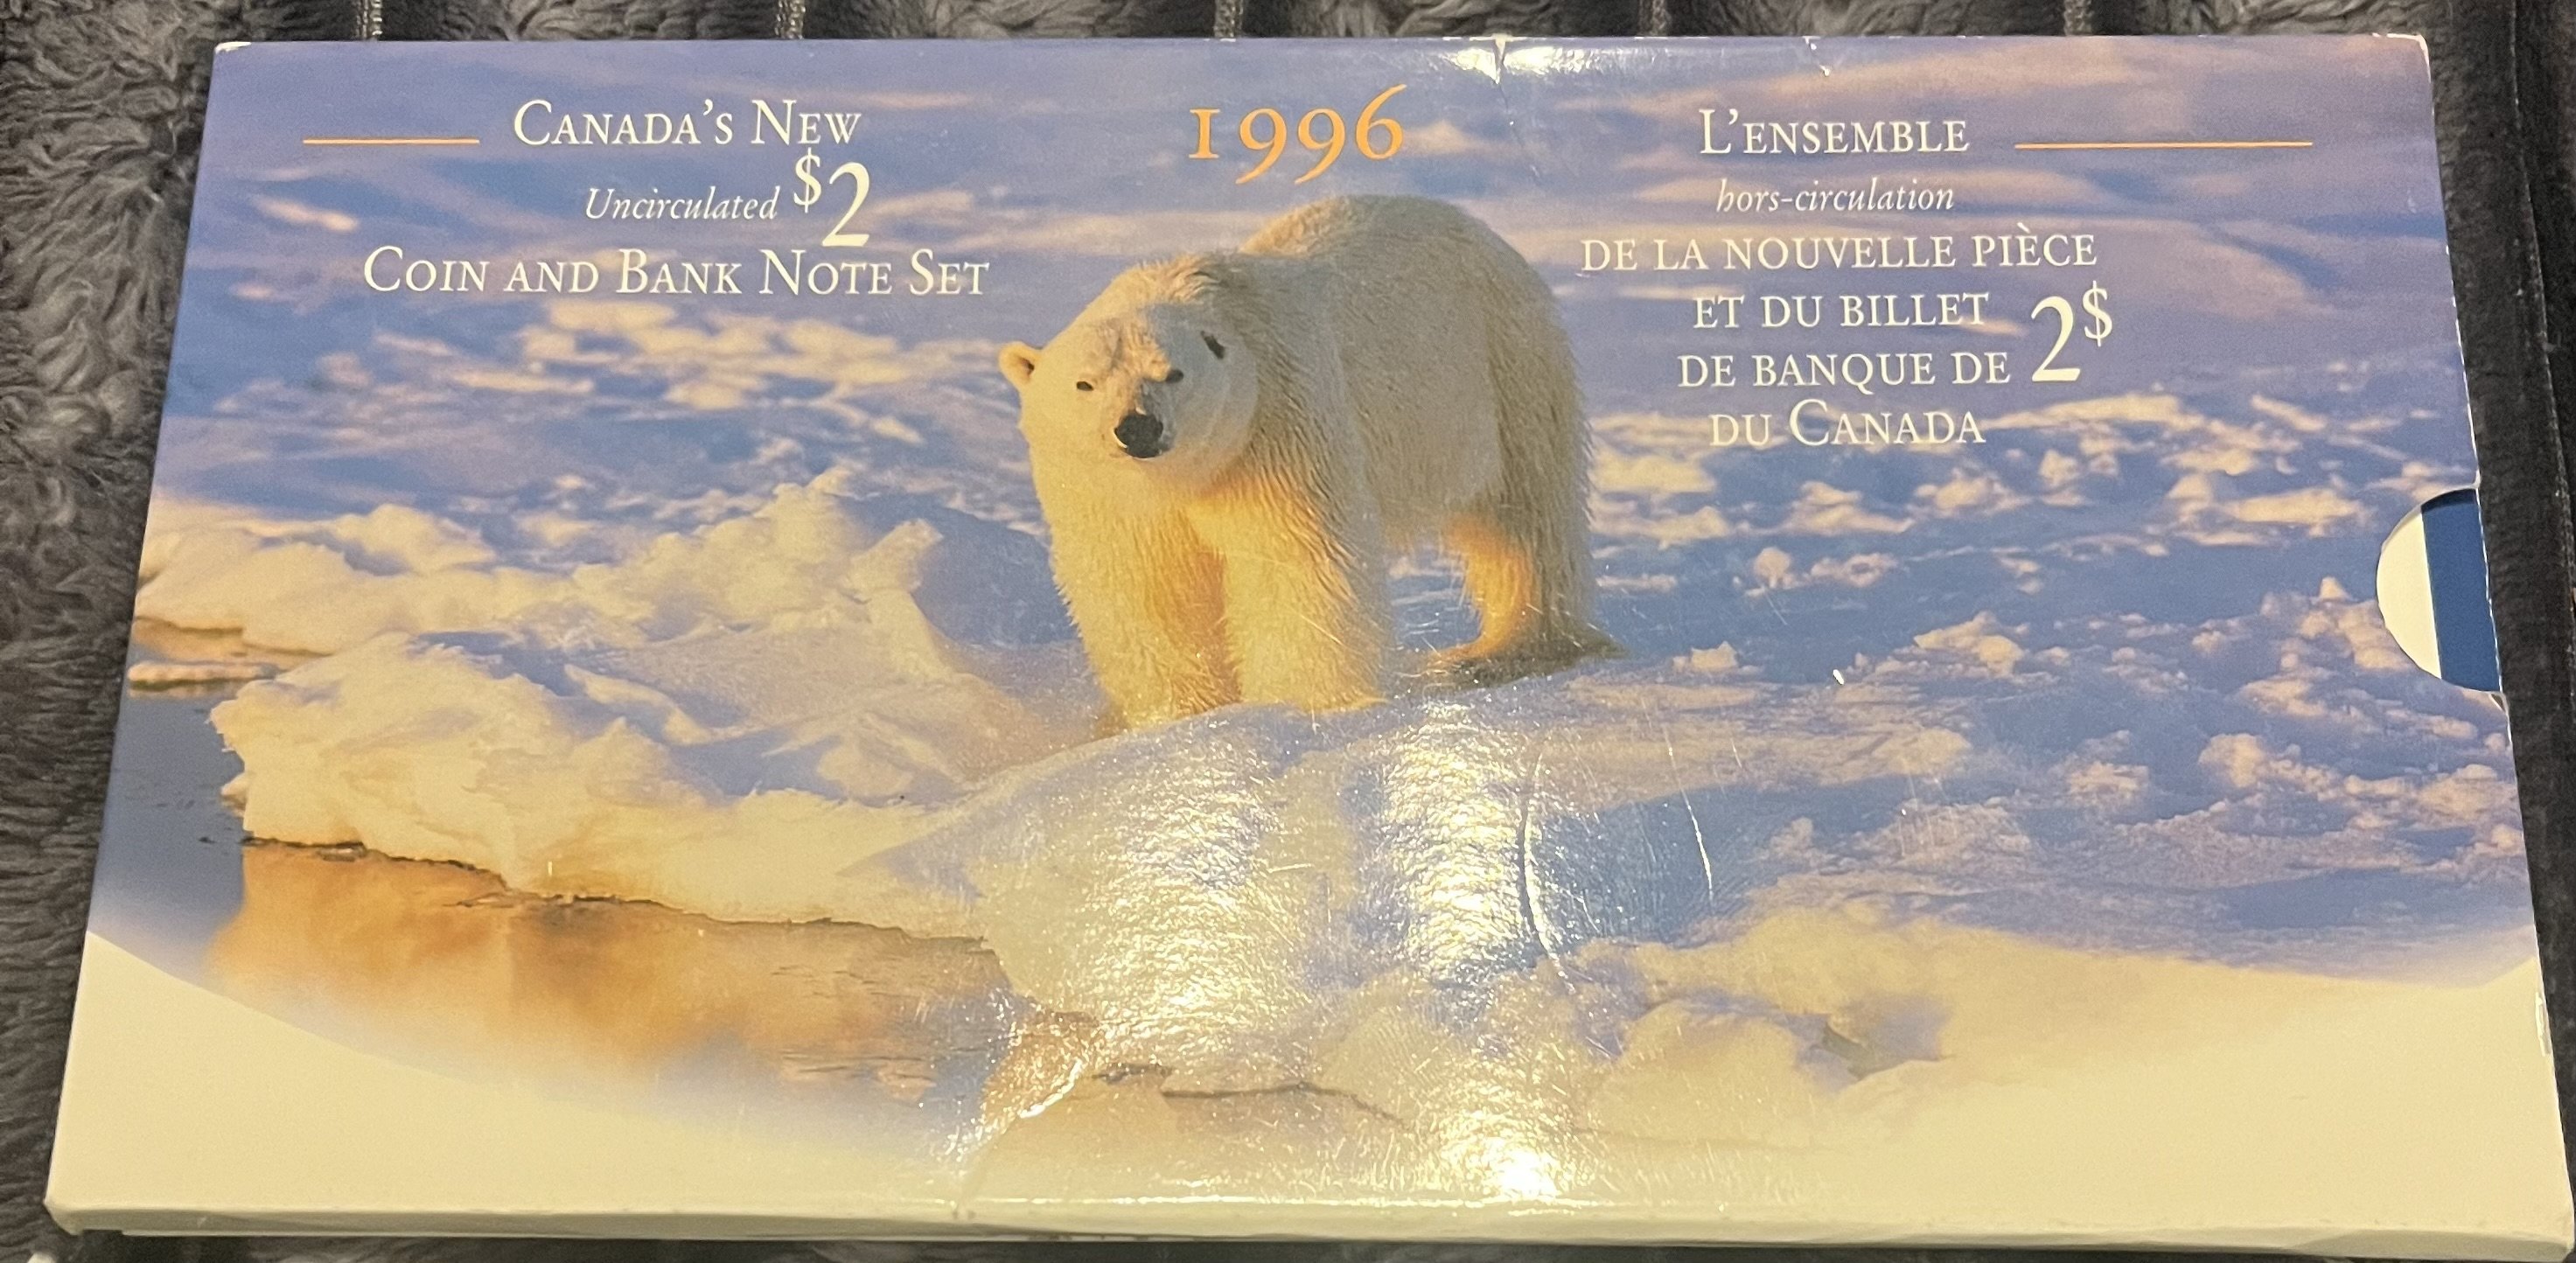 CANADA'S NEW
Uncirculated $2
COIN AND BANK NOTE SET
1996
L'ENSEMBLE
hors-circulation
DE LA NOUVELLE PIÈCE
ET DU BILLET
DE BANQUE DE 2$
DU CANADA